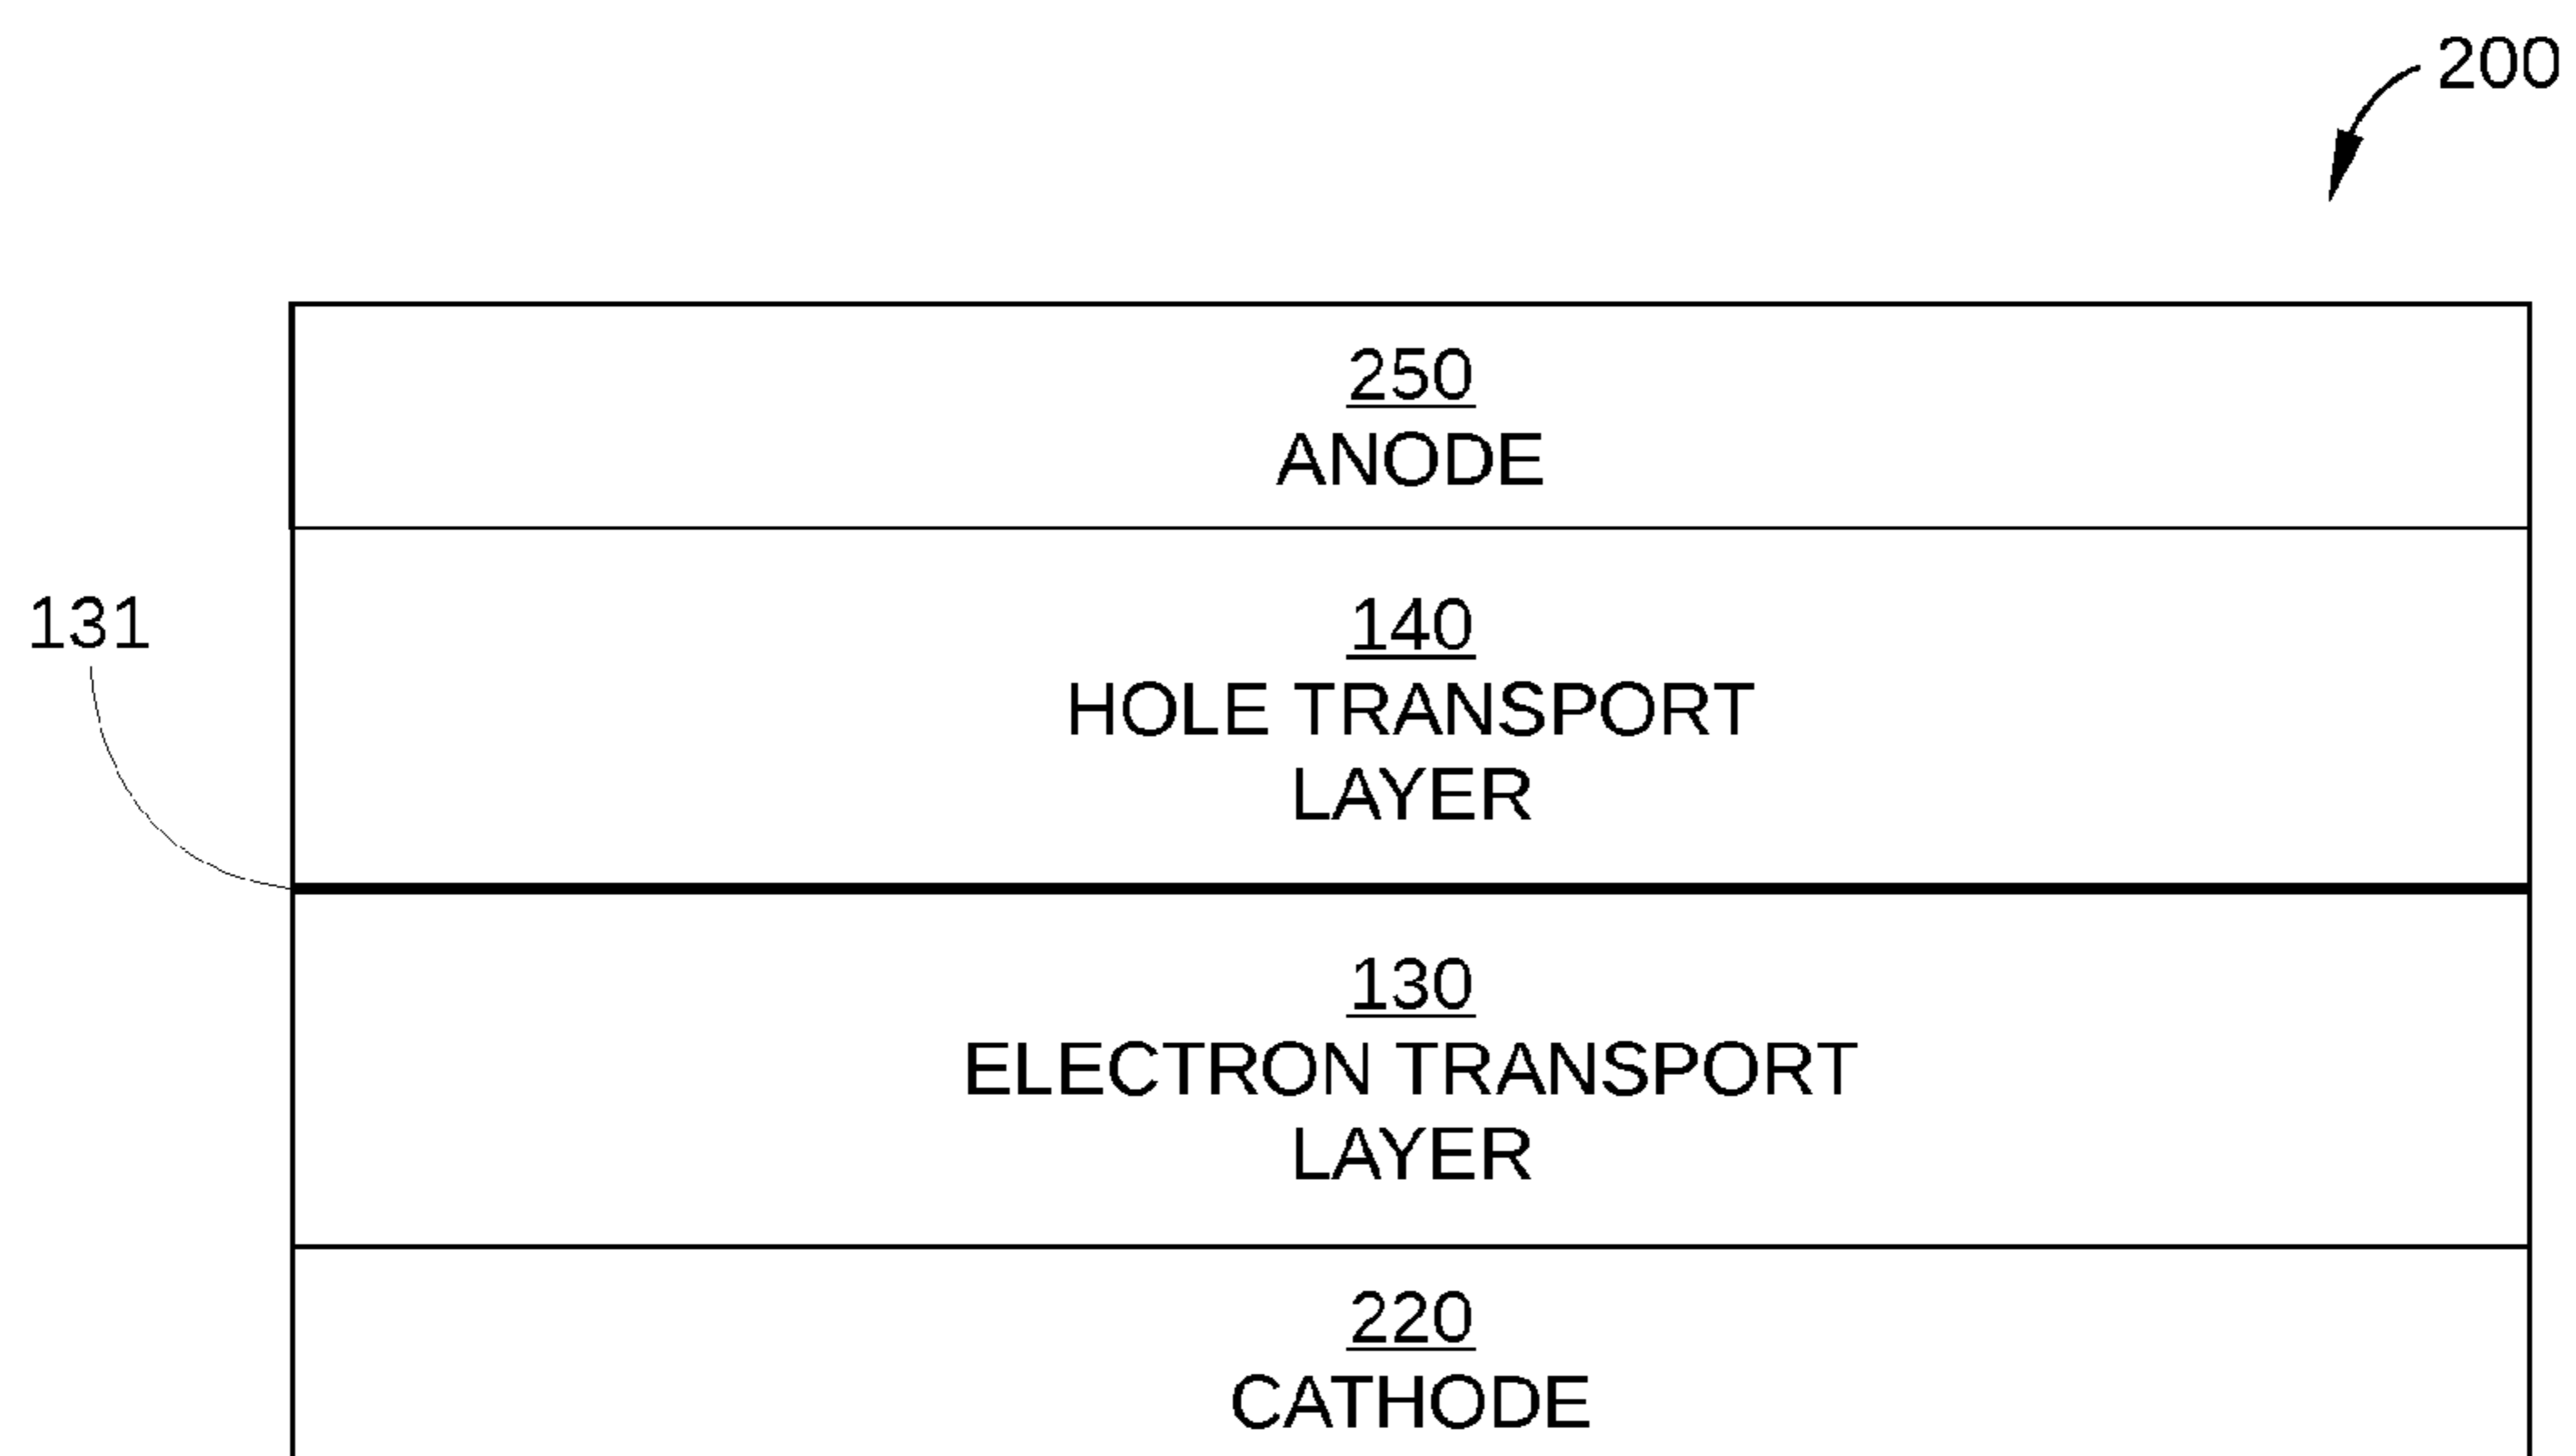 200
250
ANODE
131
140
HOLE TRANSPORT
LAYER
130
ELECTRON TRANSPORT
LAYER
220
CATHODE